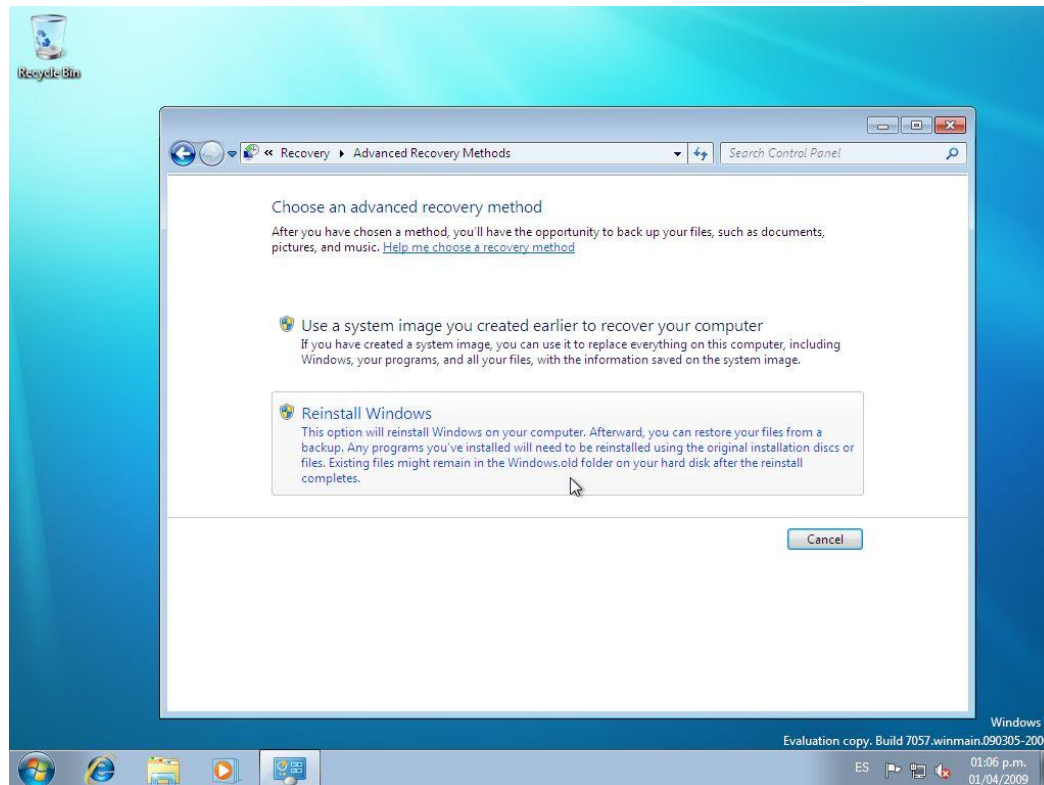 Recycle Bin
« Recovery ▸ Advanced Recovery Methods
Search Control Panel
Choose an advanced recovery method
After you have chosen a method, you'll have the opportunity to back up your files, such as documents,
pictures, and music. Help me choose a recovery method
Use a system image you created earlier to recover your computer
If you have created a system image, you can use it to replace everything on this computer, including
Windows, your programs, and all your files, with the information saved on the system image.
Reinstall Windows
This option will reinstall Windows on your computer. Afterward, you can restore your files from a
backup. Any programs you've installed will need to be reinstalled using the original installation discs or
files. Existing files might remain in the Windows.old folder on your hard disk after the reinstall
completes.
Cancel
Windows
Evaluation copy. Build 7057.winmain.090305-200
ES
01:06 p.m.
01/04/2009